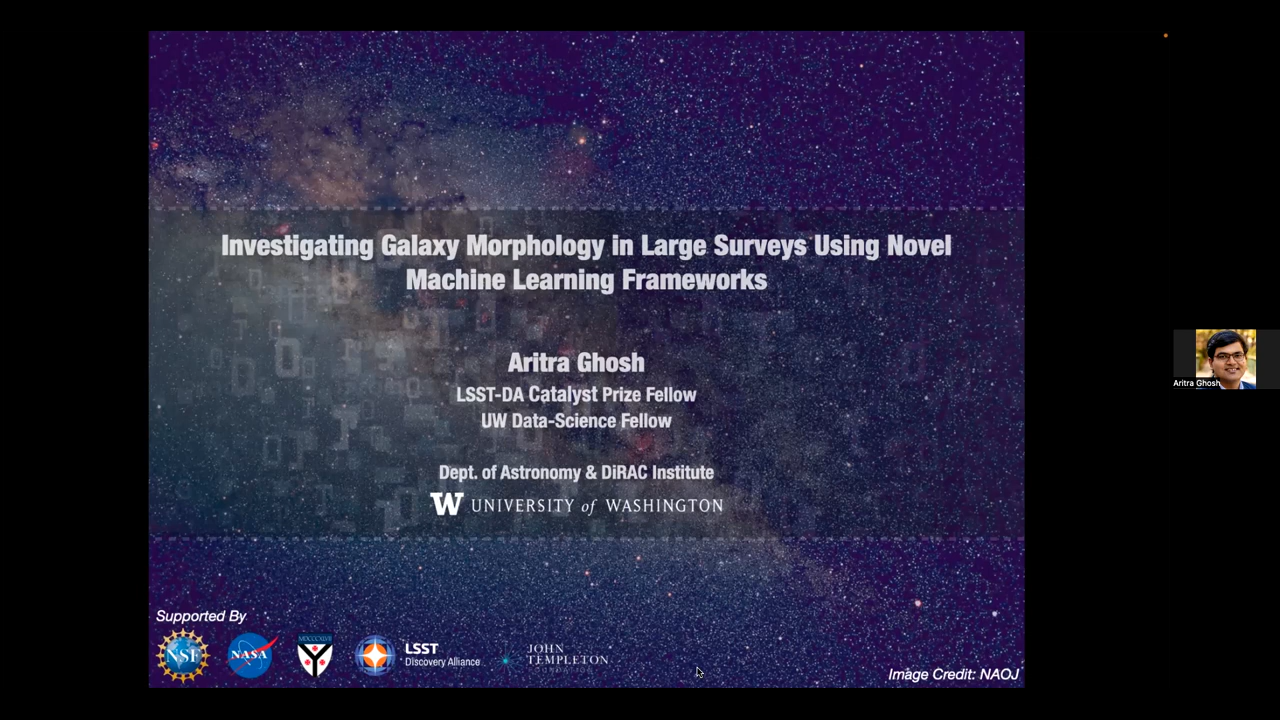 Investigating Galaxy Morphology in Large Surveys Using Novel
Machine Learning Frameworks
Aritra Ghosh
LSST-DA Catalyst Prize Fellow
UW Data-Science Fellow
Dept. of Astronomy & DiRAC Institute
W UNIVERSITY of WASHINGTON
Supported By
NSF
NASA
MDCCCXLVII
LSST
Discovery Alliance
JOHN
TEMPLETON
FOUNDATION
Image Credit: NAOJ
Aritra Ghosh